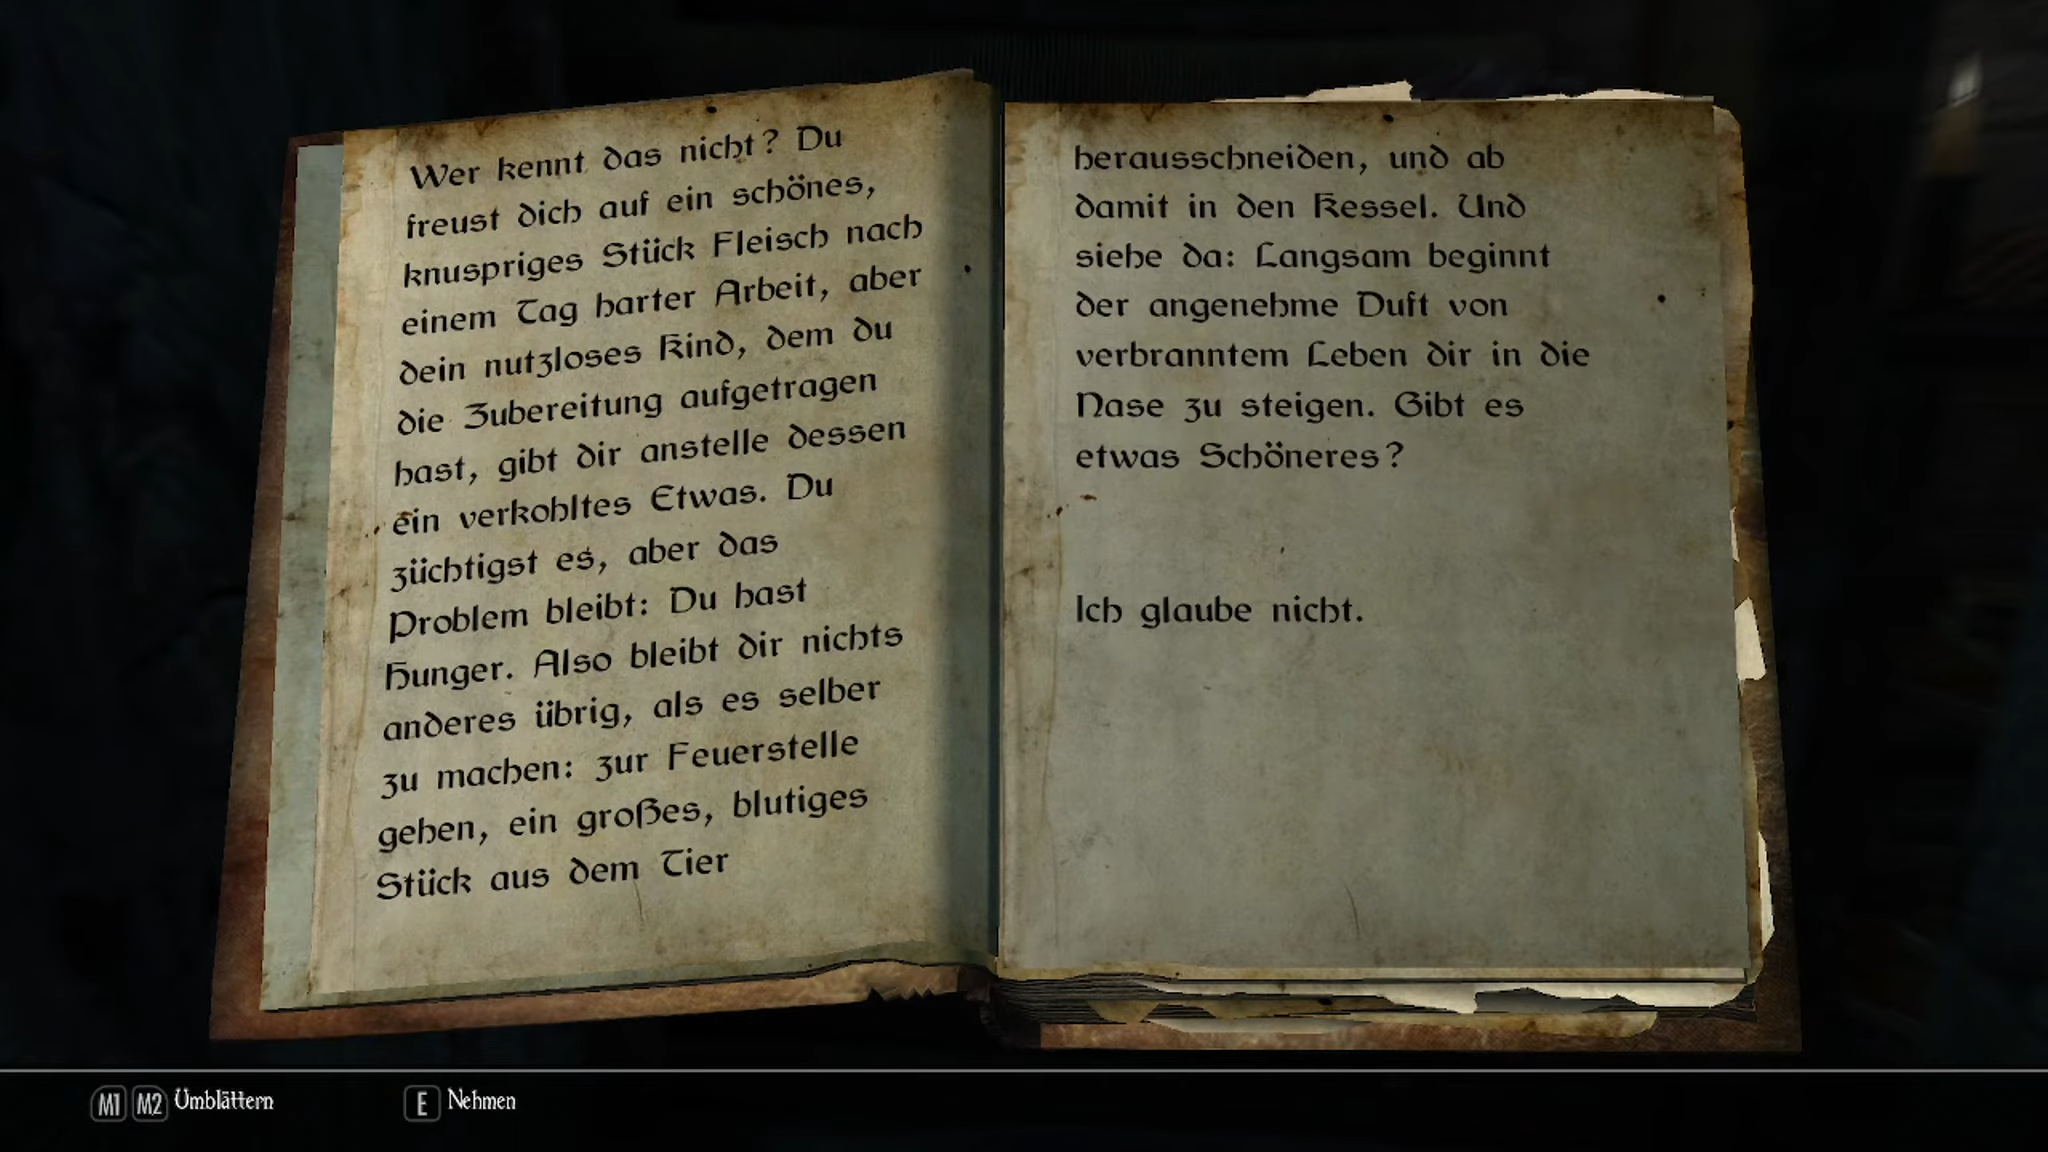 Wer kennt das nicht? Du
freust dich auf ein schönes,
knuspriges Stück Fleisch nach
einem Tag harter Arbeit, aber
dein nutzloses Kind, dem du
die Zubereitung aufgetragen
hast, gibt dir anstelle dessen
ein verkohltes Etwas. Du
züchtigst es, aber das
Problem bleibt: Du hast
Hunger. Also bleibt dir nichts
anderes übrig, als es selber
zu machen: zur Feuerstelle
gehen, ein großes, blutiges
Stück aus dem Tier
herausschneiden, und ab
damit in den Kessel. Und
siehe da: Langsam beginnt
der angenehme Duft von
verbranntem Leben dir in die
Nase zu steigen. Gibt es
etwas Schöneres?
Ich glaube nicht.
M1 M2 Umblättern
E Nehmen